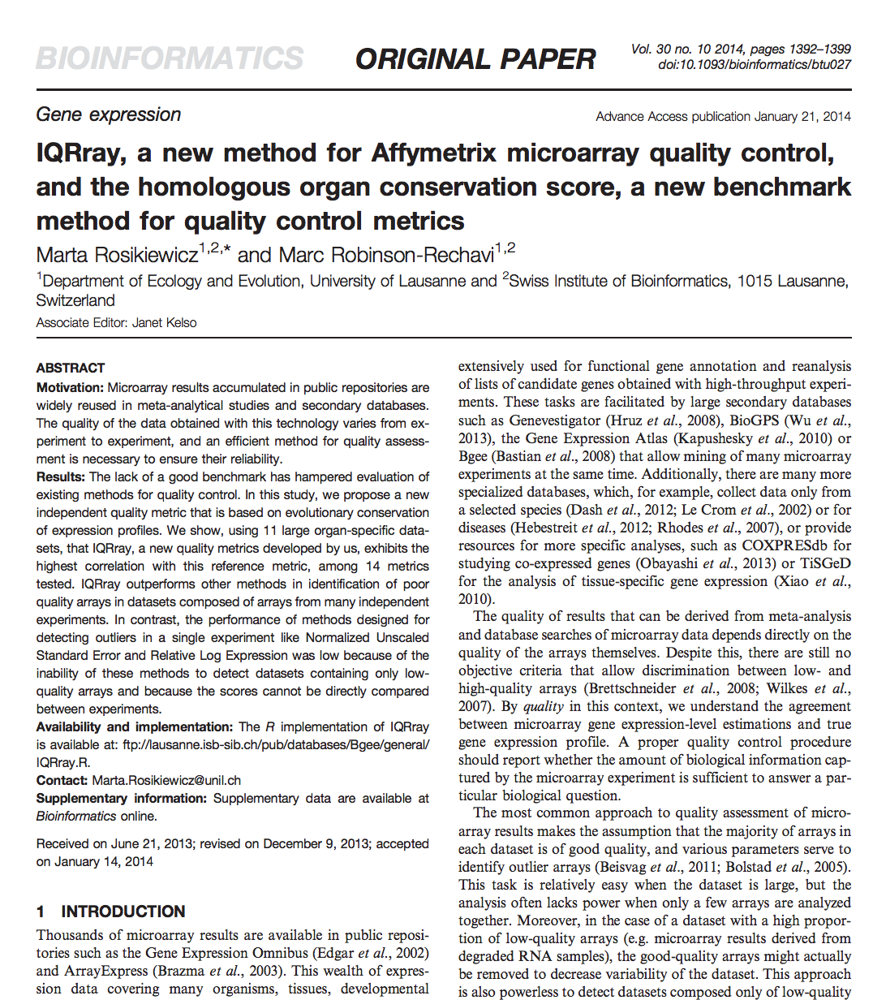 BIOINFORMATICS
ORIGINAL PAPER
Vol. 30 no. 10 2014, pages 1392–1399
doi:10.1093/bioinformatics/btu027
Gene expression
Advance Access publication January 21, 2014
IQRray, a new method for Affymetrix microarray quality control,
and the homologous organ conservation score, a new benchmark
method for quality control metrics
Marta Rosikiewicz1,2,* and Marc Robinson-Rechavi1,2
1Department of Ecology and Evolution, University of Lausanne and 2Swiss Institute of Bioinformatics, 1015 Lausanne,
Switzerland
Associate Editor: Janet Kelso
ABSTRACT
Motivation: Microarray results accumulated in public repositories are
widely reused in meta-analytical studies and secondary databases.
The quality of the data obtained with this technology varies from ex-
periment to experiment, and an efficient method for quality assess-
ment is necessary to ensure their reliability.
Results: The lack of a good benchmark has hampered evaluation of
existing methods for quality control. In this study, we propose a new
independent quality metric that is based on evolutionary conservation
of expression profiles. We show, using 11 large organ-specific data-
sets, that IQRray, a new quality metrics developed by us, exhibits the
highest correlation with this reference metric, among 14 metrics
tested. IQRray outperforms other methods in identification of poor
quality arrays in datasets composed of arrays from many independent
experiments. In contrast, the performance of methods designed for
detecting outliers in a single experiment like Normalized Unscaled
Standard Error and Relative Log Expression was low because of the
inability of these methods to detect datasets containing only low-
quality arrays and because the scores cannot be directly compared
between experiments.
Availability and implementation: The R implementation of IQRray
is available at: ftp://lausanne.isb-sib.ch/pub/databases/Bgee/general/
IQRray.R.
Contact: Marta.Rosikiewicz@unil.ch
Supplementary information: Supplementary data are available at
Bioinformatics online.
Received on June 21, 2013; revised on December 9, 2013; accepted
on January 14, 2014
1 INTRODUCTION
Thousands of microarray results are available in public reposi-
tories such as the Gene Expression Omnibus (Edgar et al., 2002)
and ArrayExpress (Brazma et al., 2003). This wealth of expres-
sion data covering many organisms, tissues, developmental
extensively used for functional gene annotation and reanalysis
of lists of candidate genes obtained with high-throughput experi-
ments. These tasks are facilitated by large secondary databases
such as Genevestigator (Hruz et al., 2008), BioGPS (Wu et al.,
2013), the Gene Expression Atlas (Kapushesky et al., 2010) or
Bgee (Bastian et al., 2008) that allow mining of many microarray
experiments at the same time. Additionally, there are many more
specialized databases, which, for example, collect data only from
a selected species (Dash et al., 2012; Le Crom et al., 2002) or for
diseases (Hebestreit et al., 2012; Rhodes et al., 2007), or provide
resources for more specific analyses, such as COXPRESdb for
studying co-expressed genes (Obayashi et al., 2013) or TiSGeD
for the analysis of tissue-specific gene expression (Xiao et al.,
2010).
The quality of results that can be derived from meta-analysis
and database searches of microarray data depends directly on the
quality of the arrays themselves. Despite this, there are still no
objective criteria that allow discrimination between low- and
high-quality arrays (Brettschneider et al., 2008; Wilkes et al.,
2007). By quality in this context, we understand the agreement
between microarray gene expression-level estimations and true
gene expression profile. A proper quality control procedure
should report whether the amount of biological information cap-
tured by the microarray experiment is sufficient to answer a par-
ticular biological question.
The most common approach to quality assessment of micro-
array results makes the assumption that the majority of arrays in
each dataset is of good quality, and various parameters serve to
identify outlier arrays (Beisvag et al., 2011; Bolstad et al., 2005).
This task is relatively easy when the dataset is large, but the
analysis often lacks power when only a few arrays are analyzed
together. Moreover, in the case of a dataset with a high propor-
tion of low-quality arrays (e.g. microarray results derived from
degraded RNA samples), the good-quality arrays might actually
be removed to decrease variability of the dataset. This approach
is also powerless to detect datasets composed only of low-quality